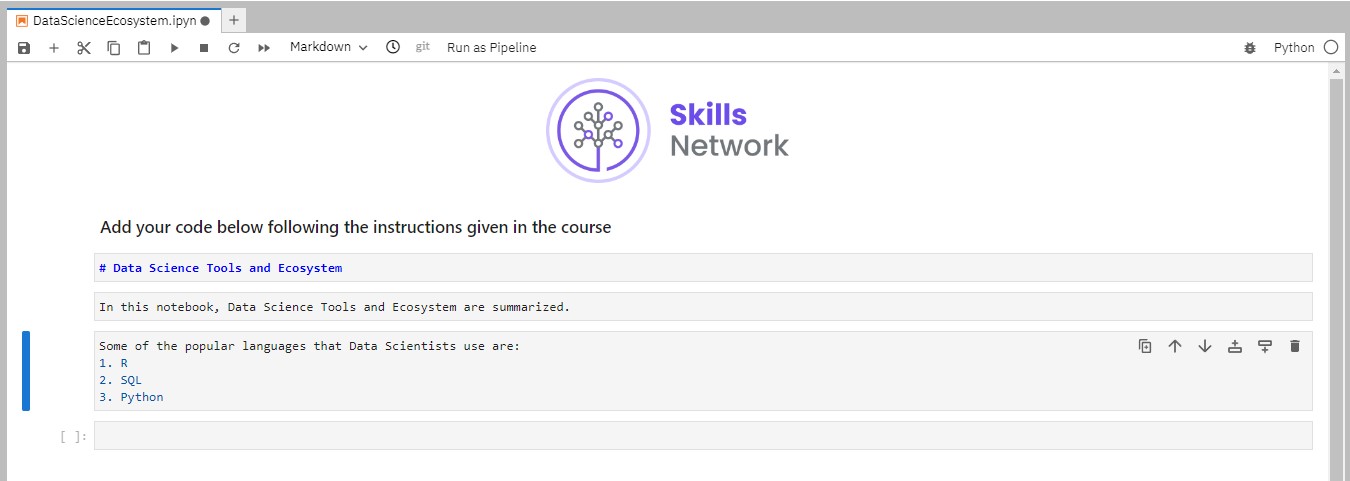 DataScienceEcosystem.ipyn
Markdown git Run as Pipeline Python
Skills
Network
Add your code below following the instructions given in the course
# Data Science Tools and Ecosystem
In this notebook, Data Science Tools and Ecosystem are summarized.
Some of the popular languages that Data Scientists use are:
1. R
2. SQL
3. Python
[ ]: